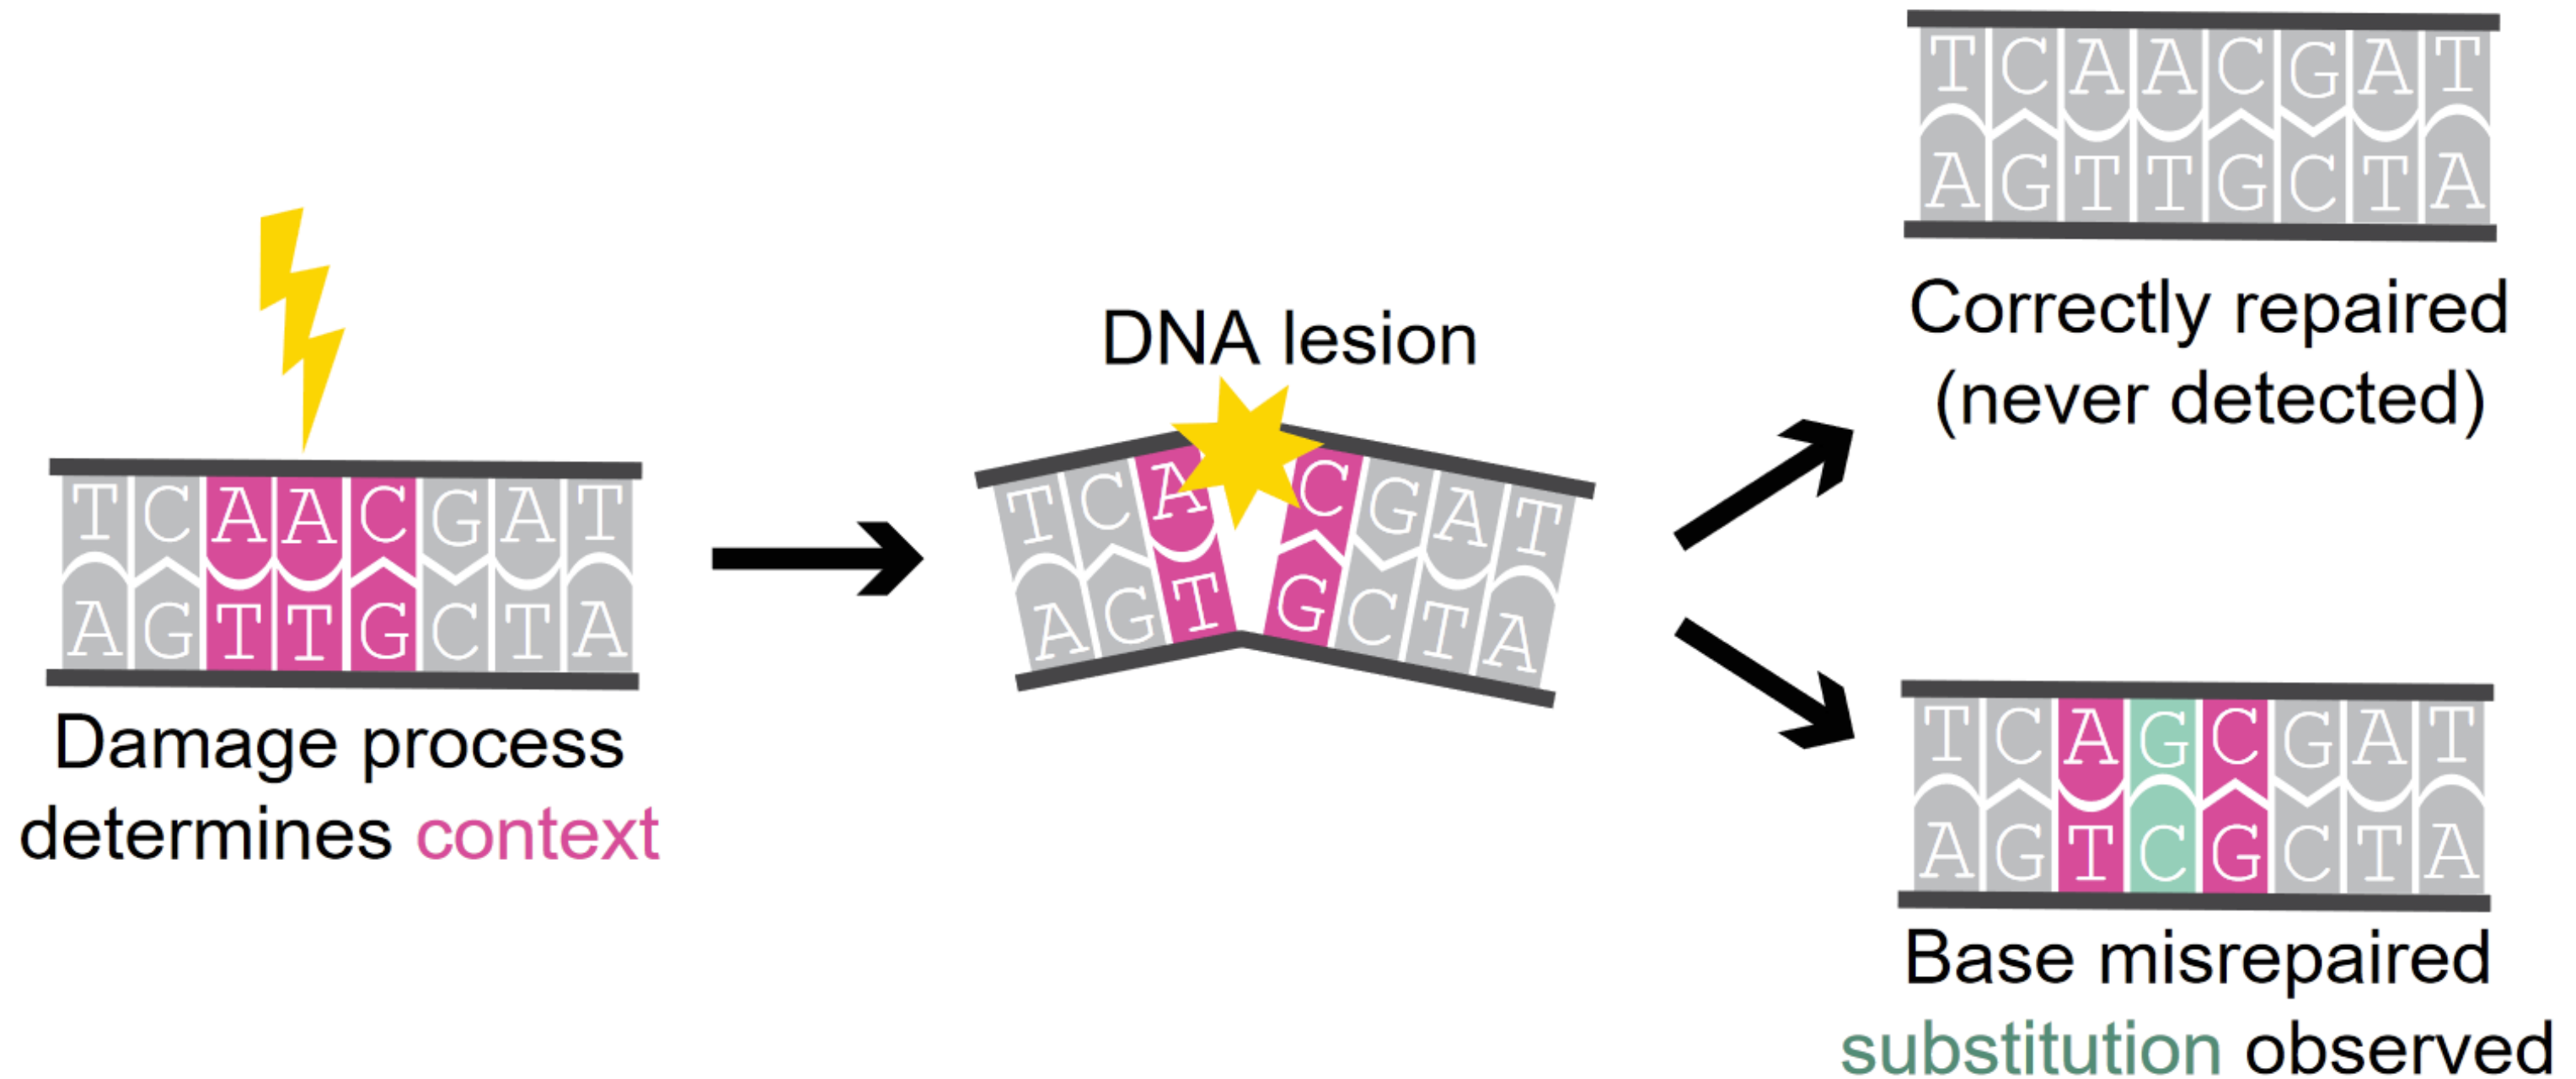 TCAACGAT
AGTTGCTA
Damage process
determines context
DNA lesion
TCA CGAT
AGT GCTA
TCAACGAT
AGTTGCTA
Correctly repaired
(never detected)
TCAGCGAT
AGTCGCTA
Base misrepaired
substitution observed